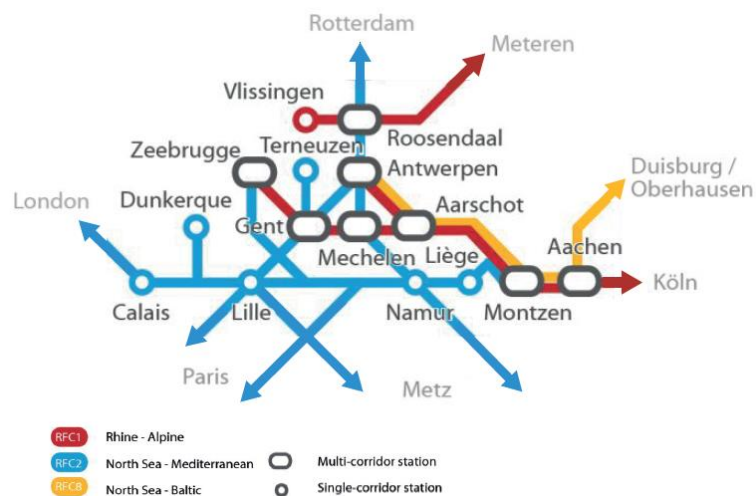 Rotterdam
Meteren
Vlissingen
Roosendaal
Zeebrugge
Terneuzen
Antwerpen
Duisburg /
Oberhausen
London
Dunkerque
Aarschot
Gent
Mechelen
Liège
Aachen
Calais
Lille
Namur
Montzen
Köln
Paris
Metz
RFC1 Rhine - Alpine
RFC2 North Sea - Mediterranean
Multi-corridor station
RFC8 North Sea - Baltic
Single-corridor station